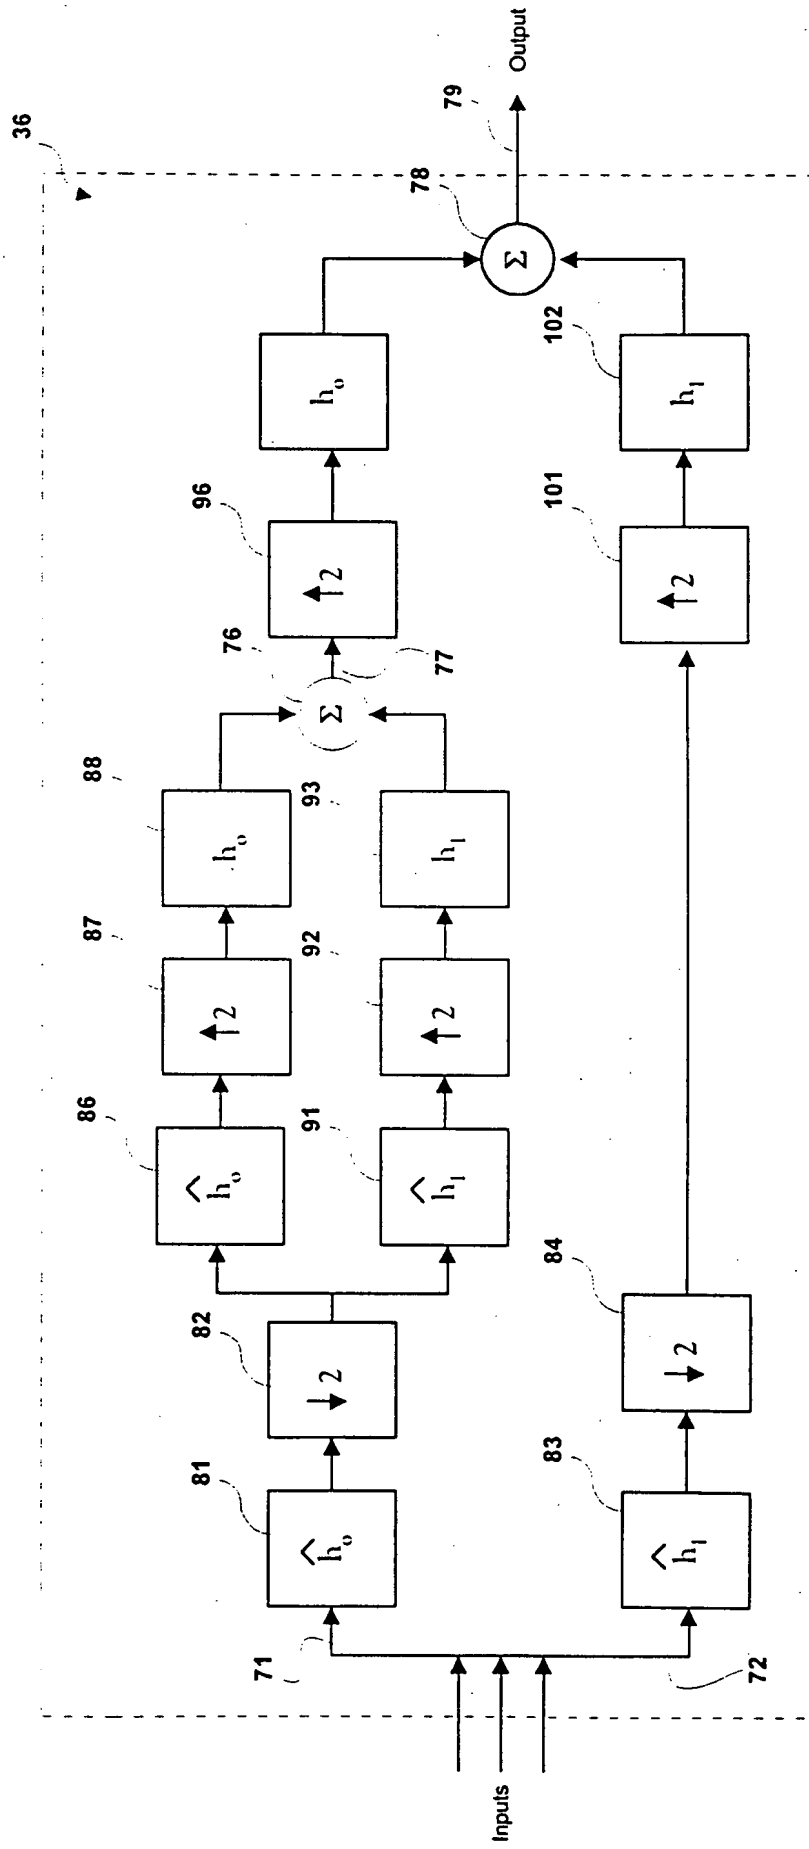 36
Inputs
71
72
81
ĥ₀
82
↓2
83
ĥ₁
84
↓2
86
ĥ₀
87
↑2
88
h₀
91
ĥ₁
92
↑2
93
h₁
76
Σ
77
96
↑2
h₀
101
↑2
102
h₁
78
Σ
79
Output